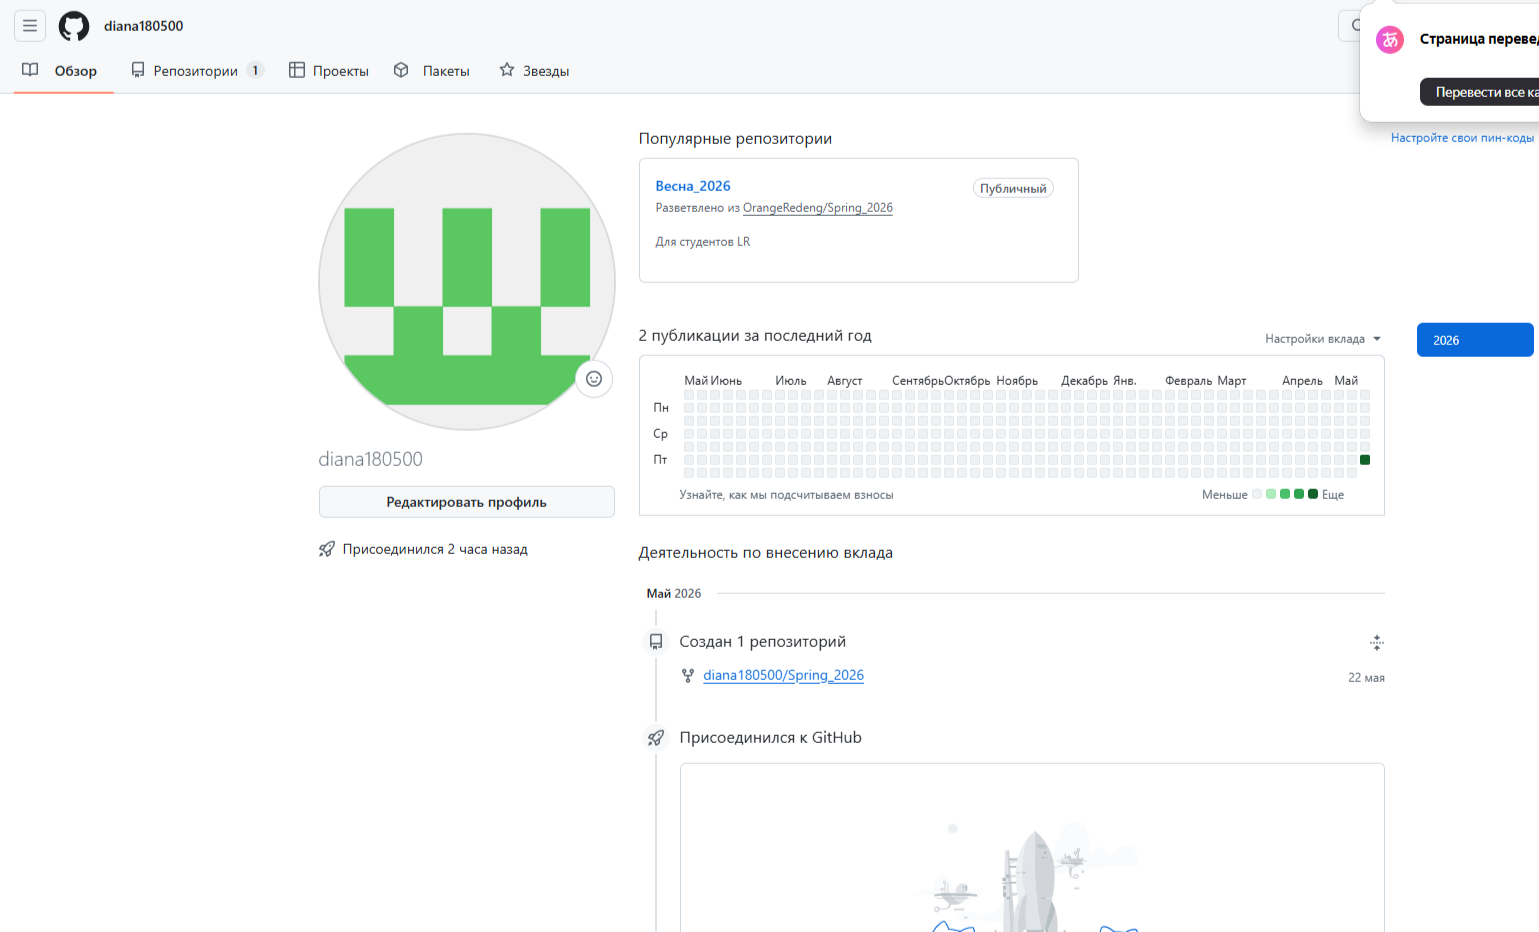 diana180500
Обзор
Репозитории 1
Проекты
Пакеты
Звезды
あ
Страница
Перевести все
Настройте свои пин-коды
Популярные репозитории
Весна_2026
Публичный
Разветвлено из OrangeRedeng/Spring_2026
Для студентов LR
2 публикации за последний год
Настройки вклада
2026
Май Июнь Июль Август Сентябрь Октябрь Ноябрь Декабрь Янв. Февраль Март Апрель Май
Пн
Ср
Пт
Узнайте, как мы подсчитываем взносы
Меньше Еще
diana180500
Редактировать профиль
Присоединился 2 часа назад
Деятельность по внесению вклада
Май 2026
Создан 1 репозиторий
diana180500/Spring_2026
22 мая
Присоединился к GitHub